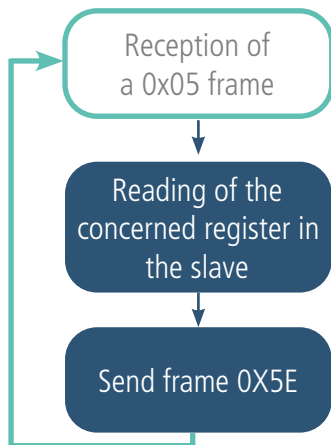 Reception of
a 0x05 frame
Reading of the
concerned register in
the slave
Send frame 0X5E